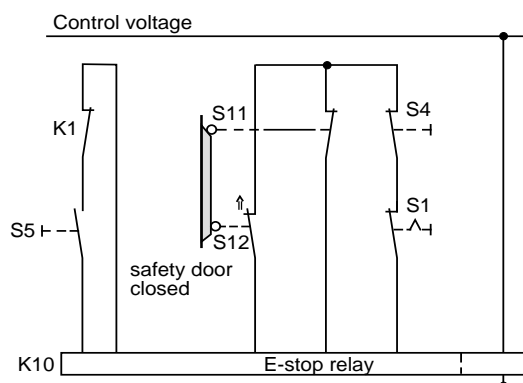 Control voltage
S11
S4
K1
S1
S5
S12
safety door
closed
K10
E-stop relay